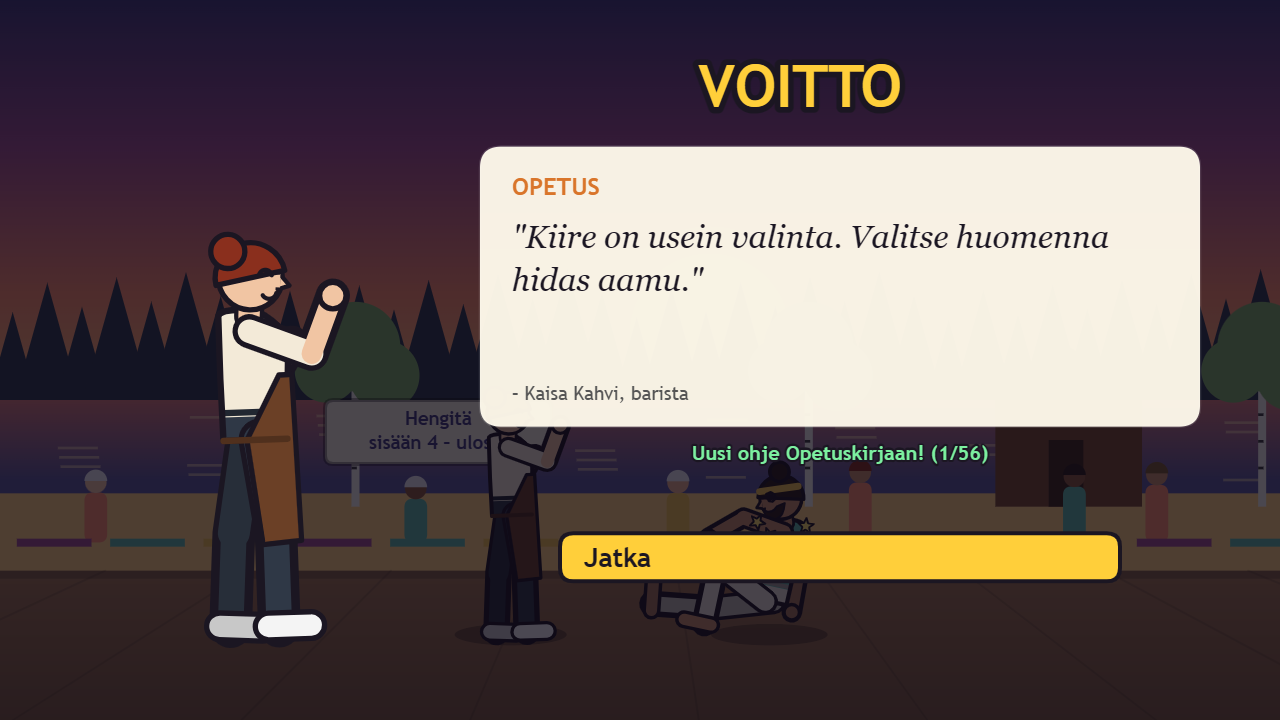 VOITTO
OPETUS
"Kiire on usein valinta. Valitse huomenna
hidas aamu."
– Kaisa Kahvi, barista
Hengitä
sisään 4 – ulos
Uusi ohje Opetuskirjaan! (1/56)
Jatka